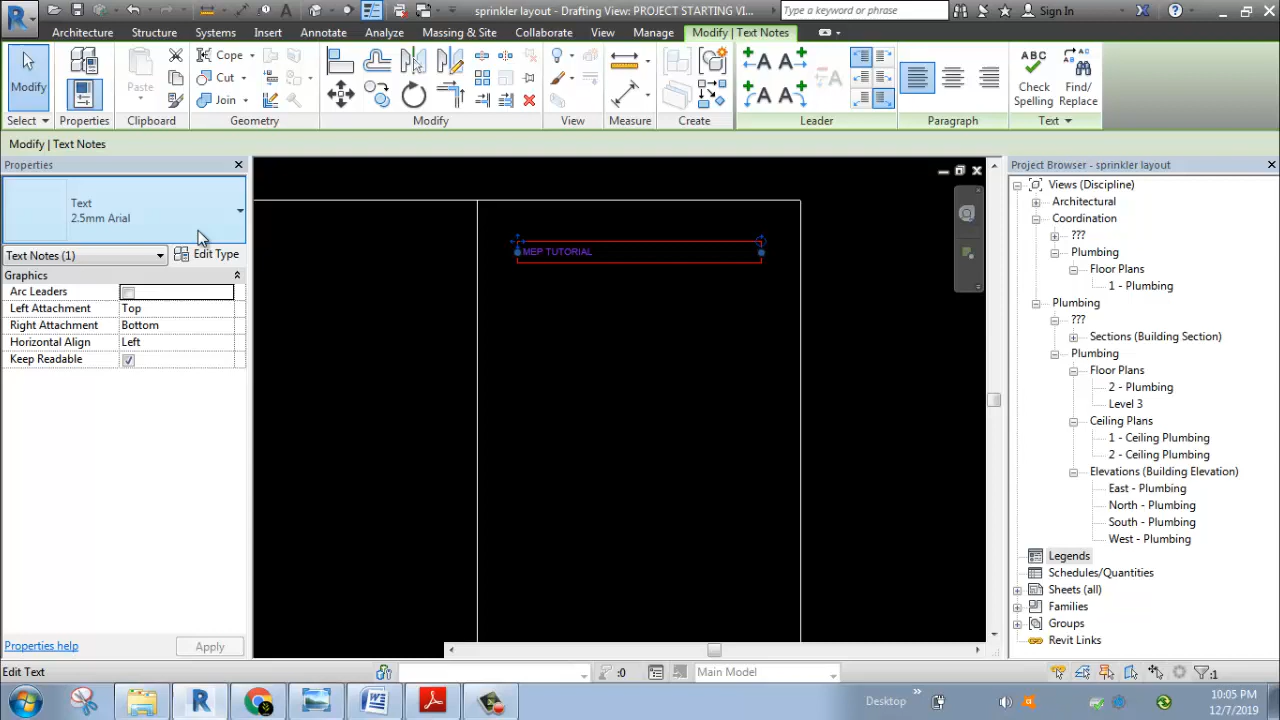 sprinkler layout - Drafting View: PROJECT STARTING VI...
Type a keyword or phrase
Sign In
Architecture Structure Systems Insert Annotate Analyze Massing & Site Collaborate View Manage Modify | Text Notes
Modify
Paste
Cope
Cut
Join
Check
Spelling
Find/
Replace
Select Properties Clipboard Geometry Modify View Measure Create Leader Paragraph Text
Modify | Text Notes
Properties
Text
2.5mm Arial
Text Notes (1)
Edit Type
Graphics
Arc Leaders
Left Attachment Top
Right Attachment Bottom
Horizontal Align Left
Keep Readable
Properties help
Apply
MEP TUTORIAL
Project Browser - sprinkler layout
Views (Discipline)
Architectural
Coordination
???
Plumbing
Floor Plans
1 - Plumbing
Plumbing
???
Sections (Building Section)
Plumbing
Floor Plans
2 - Plumbing
Level 3
Ceiling Plans
1 - Ceiling Plumbing
2 - Ceiling Plumbing
Elevations (Building Elevation)
East - Plumbing
North - Plumbing
South - Plumbing
West - Plumbing
Legends
Schedules/Quantities
Sheets (all)
Families
Groups
Revit Links
Edit Text
:0
Main Model
:1
Desktop
10:05 PM
12/7/2019